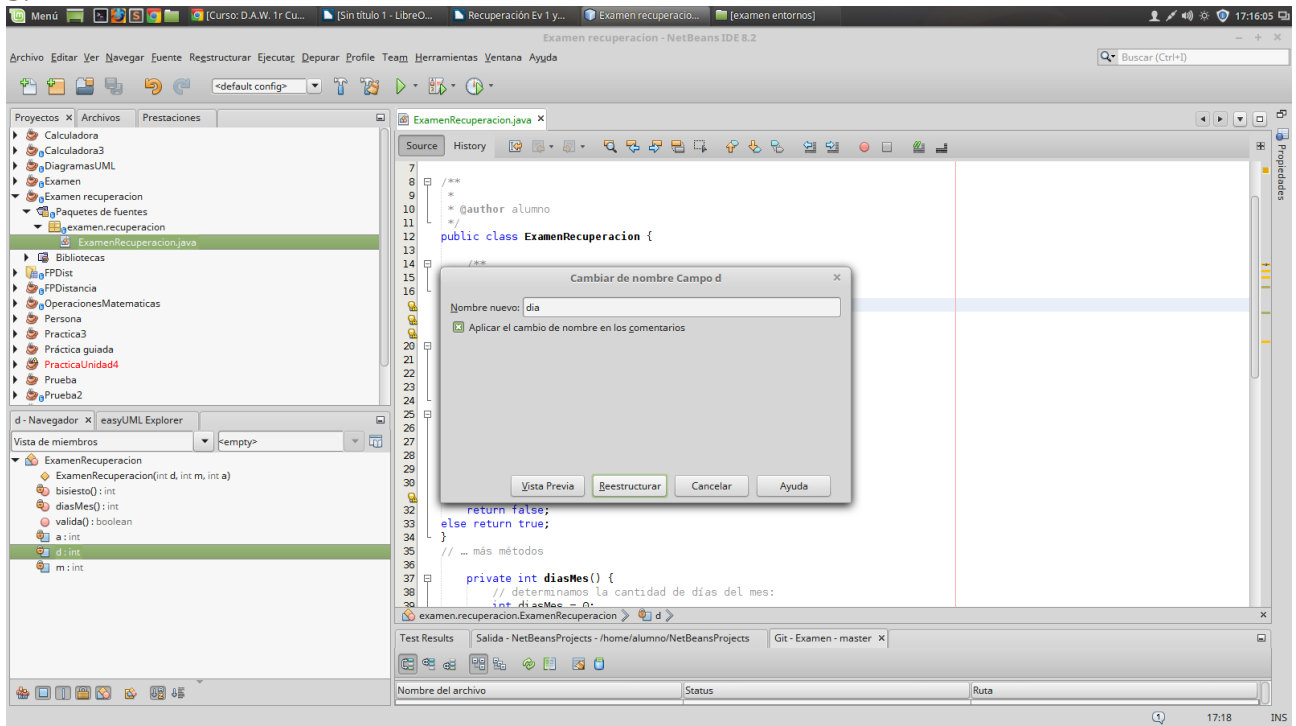 Menú
[Curso: D.A.W. 1r Cu...
[Sin título 1 - LibreO...
Recuperación Ev 1 y...
Examen recuperacio...
[examen entornos]
17:16:05
Examen recuperacion - NetBeans IDE 8.2
Archivo Editar Ver Navegar Fuente Reestructurar Ejecutar Depurar Profile Team Herramientas Ventana Ayuda
Buscar (Ctrl+I)
<default config>
Proyectos Archivos Prestaciones
Calculadora
Calculadora3
DiagramasUML
Examen
Examen recuperacion
Paquetes de fuentes
examen.recuperacion
ExamenRecuperacion.java
Bibliotecas
FPDist
FPDistancia
OperacionesMatematicas
Persona
Practica3
Práctica guiada
PracticaUnidad4
Prueba
Prueba2
d - Navegador easyUML Explorer
Vista de miembros <empty>
ExamenRecuperacion
ExamenRecuperacion(int d, int m, int a)
bisiesto() : int
diasMes() : int
valida() : boolean
a : int
d : int
m : int
ExamenRecuperacion.java
Source History
7
8 /**
9 *
10 * @author alumno
11 */
12 public class ExamenRecuperacion {
13
14 /**
15
16
20
21
22
23
24
25
26
27
28
29
30
32 return false;
33 else return true;
34 }
35 // … más métodos
36
37 private int diasMes() {
38 // determinamos la cantidad de días del mes:
39 int diasMes = 0;
Cambiar de nombre Campo d
Nombre nuevo: dia
Aplicar el cambio de nombre en los comentarios
Vista Previa Reestructurar Cancelar Ayuda
examen.recuperacion.ExamenRecuperacion d
Test Results Salida - NetBeansProjects - /home/alumno/NetBeansProjects Git - Examen - master
Nombre del archivo Status Ruta
Propiedades
1 17:18 INS